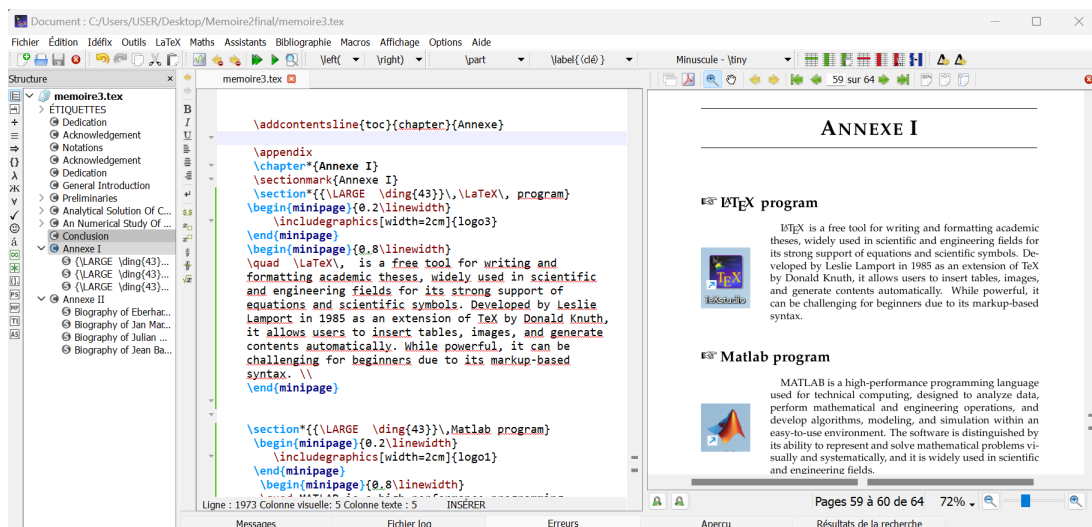 Document : C:/Users/USER/Desktop/Memoire2final/memoire3.tex
Fichier Édition Idéfix Outils LaTeX Maths Assistants Bibliographie Macros Affichage Options Aide
\left( \right) \part \label{(clé) } Minuscule - \tiny
Structure
memoire3.tex
59 sur 64
memoire3.tex
ÉTIQUETTES
Dedication
Acknowledgement
Notations
Acknowledgement
Dedication
General Introduction
Preliminaries
Analytical Solution Of C...
An Numerical Study Of ...
Conclusion
Annexe I
{\LARGE \ding{43}...
{\LARGE \ding{43}...
Annexe II
Biography of Eberhar...
Biography of Jan Mar...
Biography of Julian ...
Biography of Jean Ba...
\addcontentsline{toc}{chapter}{Annexe}
\appendix
\chapter*{Annexe I}
\sectionmark{Annexe I}
\section*{{\LARGE \ding{43}}\,\LaTeX\, program}
\begin{minipage}{0.2\linewidth}
\includegraphics[width=2cm]{logo3}
\end{minipage}
\begin{minipage}{0.8\linewidth}
\quad \LaTeX\, is a free tool for writing and
formatting academic theses, widely used in scientific
and engineering fields for its strong support of
equations and scientific symbols. Developed by Leslie
Lamport in 1985 as an extension of TeX by Donald Knuth,
it allows users to insert tables, images, and generate
contents automatically. While powerful, it can be
challenging for beginners due to its markup-based
syntax. \\
\end{minipage}
\section*{{\LARGE \ding{43}}\,Matlab program}
\begin{minipage}{0.2\linewidth}
\includegraphics[width=2cm]{logo1}
\end{minipage}
\begin{minipage}{0.8\linewidth}
\quad MATLAB is a high-performance programming
Ligne : 1973 Colonne visuelle: 5 Colonne texte : 5 INSÉRER
ANNEXE I
LATEX program
LATEX is a free tool for writing and formatting academic
theses, widely used in scientific and engineering fields for
its strong support of equations and scientific symbols. De-
veloped by Leslie Lamport in 1985 as an extension of TeX
by Donald Knuth, it allows users to insert tables, images,
and generate contents automatically. While powerful, it
can be challenging for beginners due to its markup-based
syntax.
TeXstudio
Matlab program
MATLAB is a high-performance programming language
used for technical computing, designed to analyze data,
perform mathematical and engineering operations, and
develop algorithms, modeling, and simulation within an
easy-to-use environment. The software is distinguished by
its ability to represent and solve mathematical problems vi-
sually and systematically, and it is widely used in scientific
and engineering fields.
Pages 59 à 60 de 64 72%
Messages Fichier log Erreurs Aperçu Résultats de la recherche